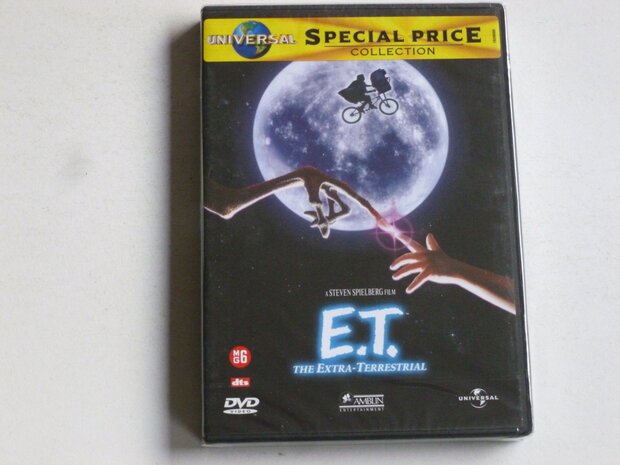 UNIVERSAL
SPECIAL PRICE
COLLECTION
A STEVEN SPIELBERG FILM
E.T.
THE EXTRA-TERRESTRIAL
MG6
dts
DVD
VIDEO
AMBLIN
ENTERTAINMENT
UNIVERSAL